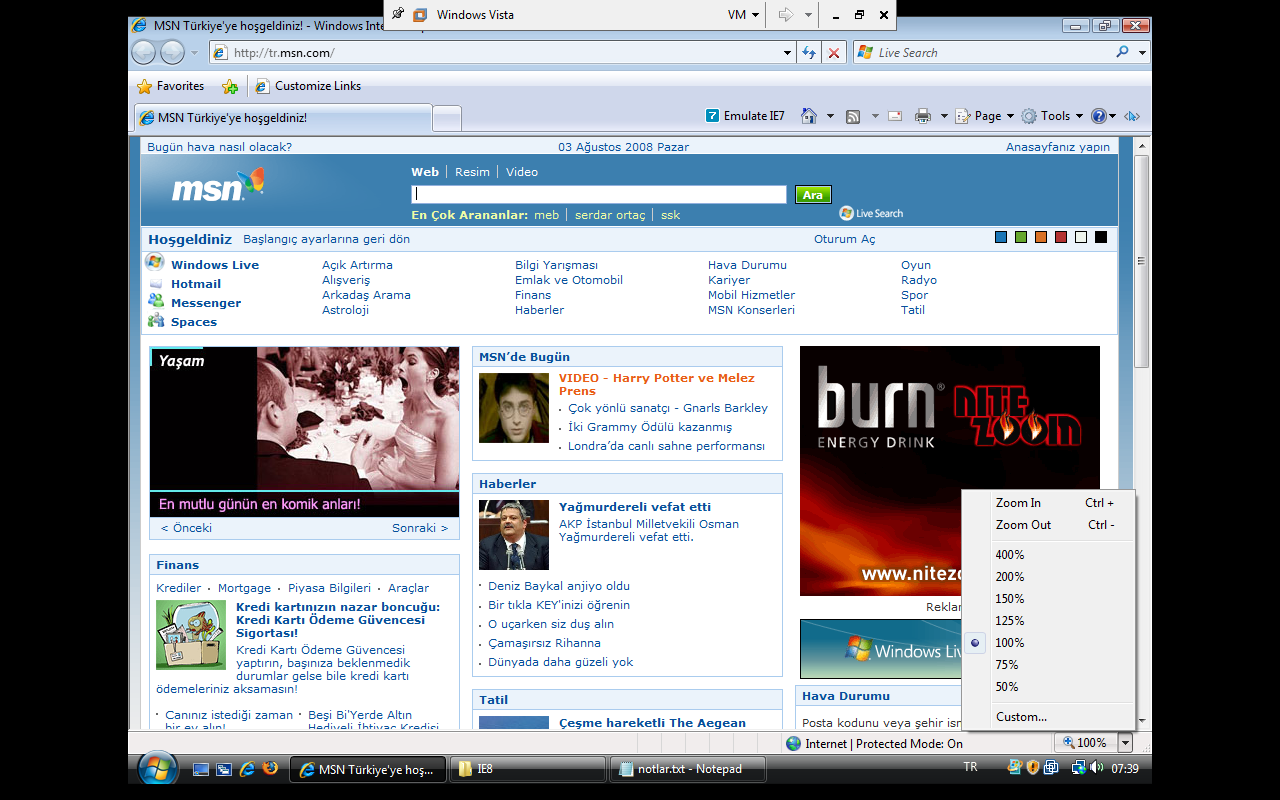 Windows Vista
VM
MSN Türkiye'ye hoşgeldiniz! - Windows Inte
http://tr.msn.com/
Live Search
Favorites
Customize Links
MSN Türkiye'ye hoşgeldiniz!
Emulate IE7
Page
Tools
Bugün hava nasıl olacak?
03 Ağustos 2008 Pazar
Anasayfanız yapın
msn
Web
Resim
Video
Ara
En Çok Arananlar: meb | serdar ortaç | ssk
Live Search
Hoşgeldiniz
Başlangıç ayarlarına geri dön
Oturum Aç
Windows Live
Hotmail
Messenger
Spaces
Açık Artırma
Alışveriş
Arkadaş Arama
Astroloji
Bilgi Yarışması
Emlak ve Otomobil
Finans
Haberler
Hava Durumu
Kariyer
Mobil Hizmetler
MSN Konserleri
Oyun
Radyo
Spor
Tatil
Yaşam
En mutlu günün en komik anları!
< Önceki
Sonraki >
Finans
Krediler · Mortgage · Piyasa Bilgileri · Araçlar
Kredi kartınızın nazar boncuğu:
Kredi Kartı Ödeme Güvencesi
Sigortası!
Kredi Kartı Ödeme Güvencesi
yaptırın, başınıza beklenmedik
durumlar gelse bile kredi kartı
ödemeleriniz aksamasın!
· Canınız istediği zaman
bir ev alın!
· Beşi Bi'Yerde Altın
Hediyeli İhtiyaç Kredisi
MSN’de Bugün
VIDEO - Harry Potter ve Melez
Prens
· Çok yönlü sanatçı - Gnarls Barkley
· İki Grammy Ödülü kazanmış
· Londra’da canlı sahne performansı
Haberler
Yağmurdereli vefat etti
AKP İstanbul Milletvekili Osman
Yağmurdereli vefat etti.
· Deniz Baykal anjiyo oldu
· Bir tıkla KEY'inizi öğrenin
· O uçarken siz duş alın
· Çamaşırsız Rihanna
· Dünyada daha güzeli yok
Tatil
Çeşme hareketli The Aegean
burn®
ENERGY DRINK
NITE
ZOOM
www.nitezo
Rekla
Windows Liv
Hava Durumu
Posta kodunu veya şehir isn
Zoom In Ctrl +
Zoom Out Ctrl -
400%
200%
150%
125%
100%
75%
50%
Custom...
Internet | Protected Mode: On
100%
MSN Türkiye'ye hoş...
IE8
notlar.txt - Notepad
TR
07:39